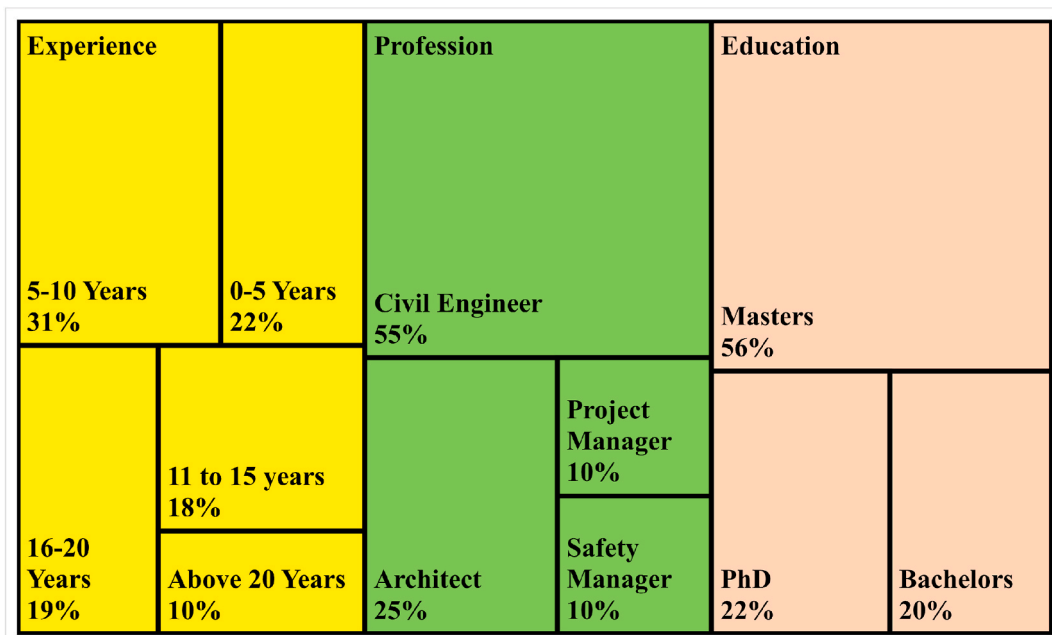 Experience
5-10 Years
31%
0-5 Years
22%
16-20
Years
19%
11 to 15 years
18%
Above 20 Years
10%
Profession
Civil Engineer
55%
Architect
25%
Project
Manager
10%
Safety
Manager
10%
Education
Masters
56%
PhD
22%
Bachelors
20%